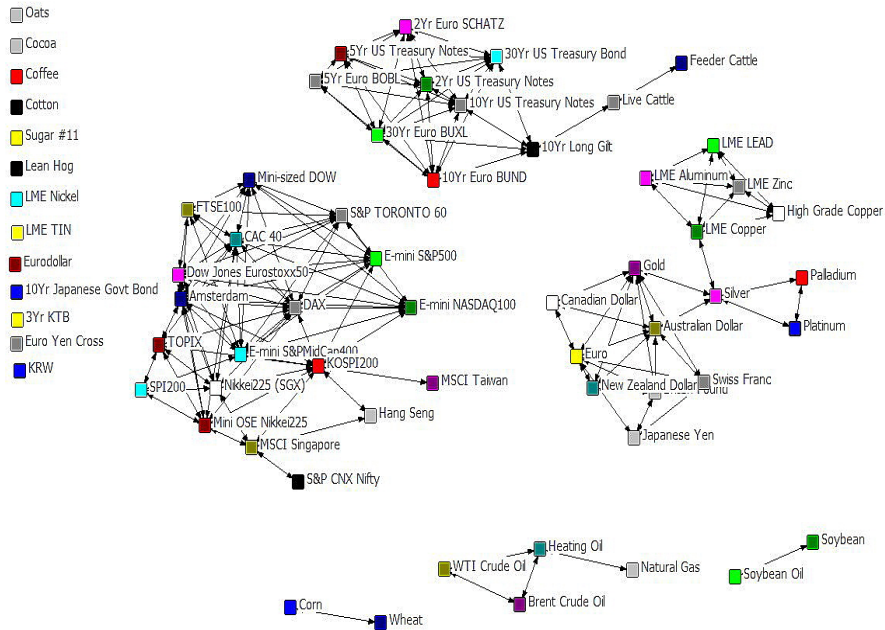 Oats
Cocoa
Coffee
Cotton
Sugar #11
Lean Hog
LME Nickel
LME TIN
Eurodollar
10Yr Japanese Govt Bond
3Yr KTB
Euro Yen Cross
KRW
2Yr Euro SCHATZ
5Yr US Treasury Notes
30Yr US Treasury Bond
5Yr Euro BOBL
2Yr US Treasury Notes
10Yr US Treasury Notes
30Yr Euro BUXL
10Yr Long Gilt
10Yr Euro BUND
Feeder Cattle
Live Cattle
LME LEAD
LME Aluminum
LME Zinc
High Grade Copper
LME Copper
Mini-sized DOW
FTSE100
S&P TORONTO 60
CAC 40
E-mini S&P500
Dow Jones Eurostoxx50
Amsterdam
DAX
E-mini NASDAQ100
TOPIX
E-mini S&PMidCap400
KOSPI200
MSCI Taiwan
SPI200
Nikkei225 (SGX)
Hang Seng
Mini OSE Nikkei225
MSCI Singapore
S&P CNX Nifty
Gold
Palladium
Silver
Canadian Dollar
Australian Dollar
Platinum
Euro
Swiss Franc
New Zealand Dollar
Japanese Yen
Heating Oil
WTI Crude Oil
Natural Gas
Brent Crude Oil
Soybean
Soybean Oil
Corn
Wheat